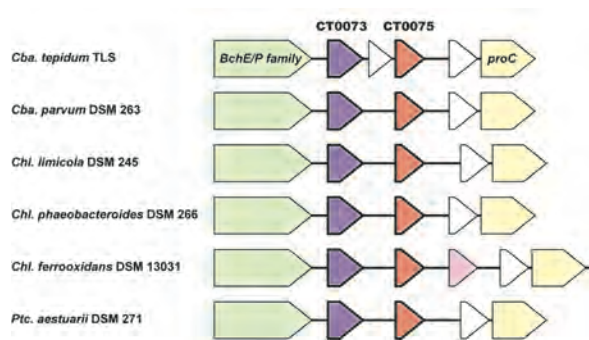 CT0073 CT0075
Cba. tepidum TLS BchE/P family proC
Cba. parvum DSM 263
Chl. limicola DSM 245
Chl. phaeobacteroides DSM 266
Chl. ferrooxidans DSM 13031
Ptc. aestuarii DSM 271